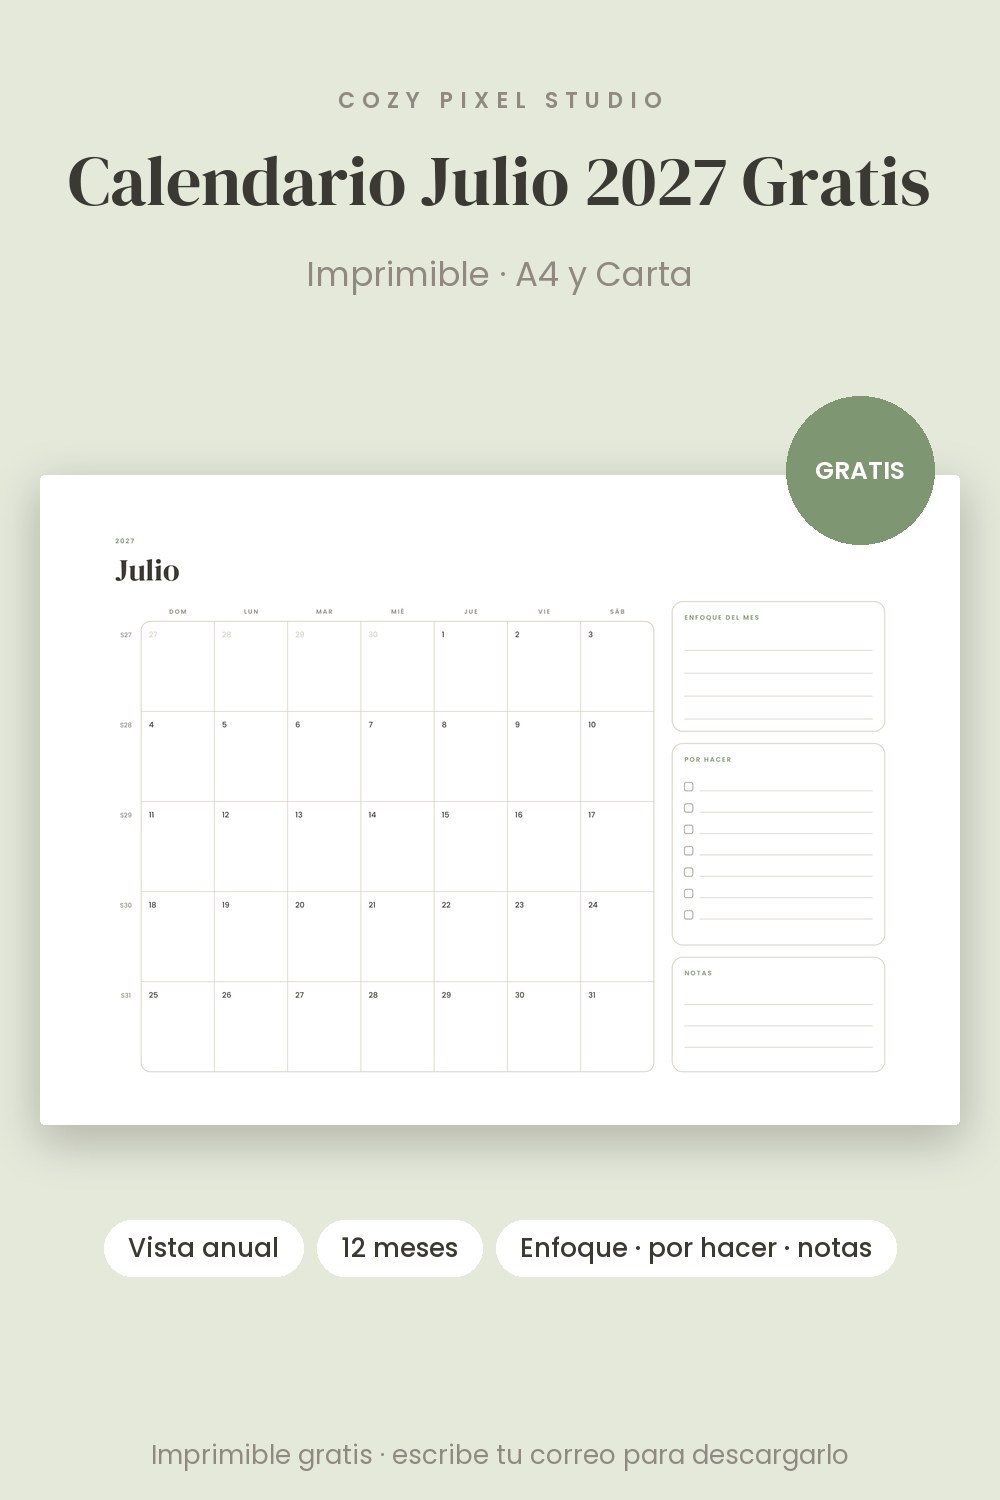 COZY PIXEL STUDIO
Calendario Julio 2027 Gratis
Imprimible · A4 y Carta
GRATIS
2027
Julio
DOM LUN MAR MIÉ JUE VIE SÁB
S27 27 28 29 30 1 2 3
S28 4 5 6 7 8 9 10
S29 11 12 13 14 15 16 17
S30 18 19 20 21 22 23 24
S31 25 26 27 28 29 30 31
ENFOQUE DEL MES
POR HACER
NOTAS
Vista anual
12 meses
Enfoque · por hacer · notas
Imprimible gratis · escribe tu correo para descargarlo